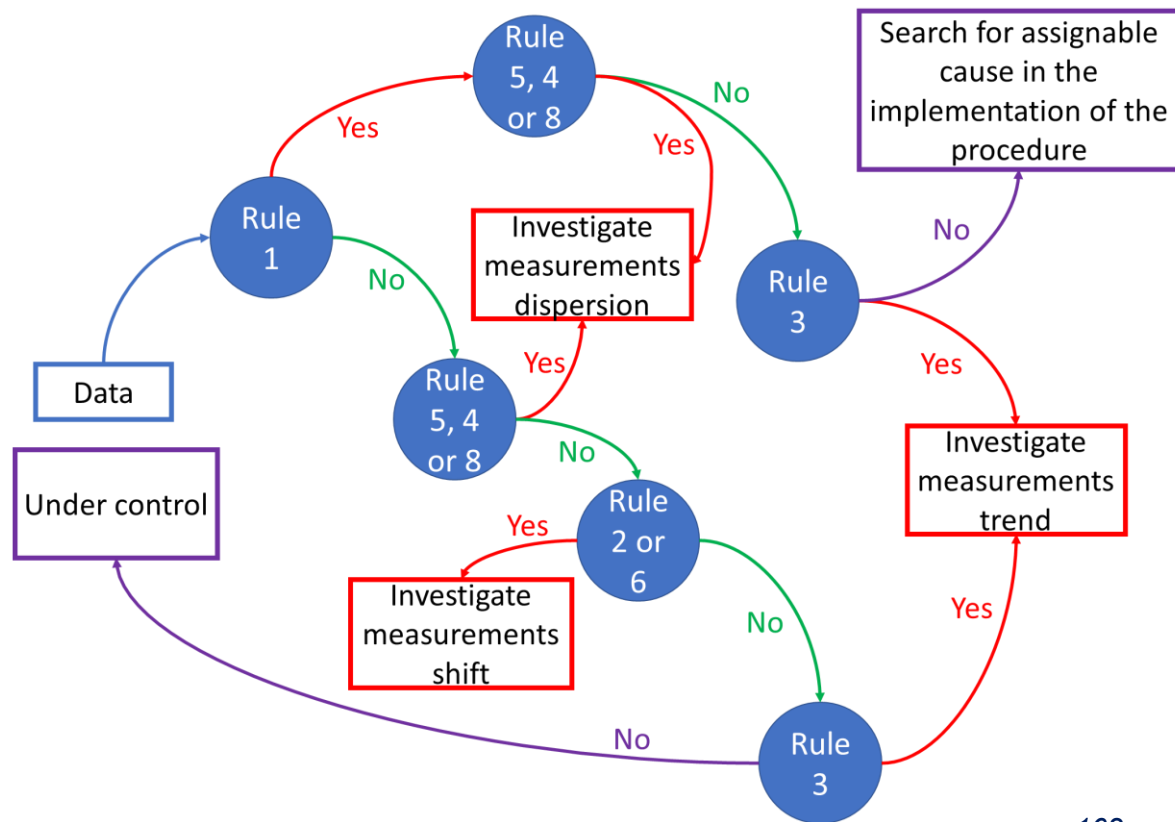 Rule
5, 4
or 8
Search for assignable
cause in the
implementation of the
procedure
No
Yes
Yes
Rule
1
No
Investigate
measurements
dispersion
Rule
3
No
Yes
Data
Rule
5, 4
or 8
Yes
No
Under control
Rule
2 or
6
Yes
Investigate
measurements
shift
No
Investigate
measurements
trend
Yes
No
Rule
3